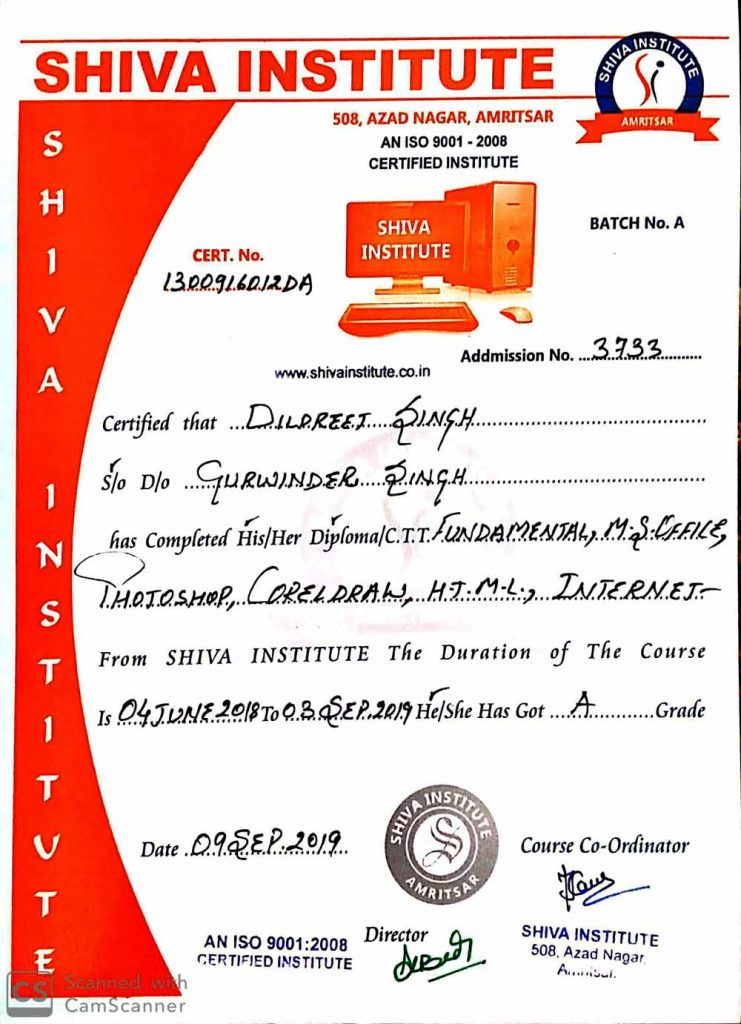 SHIVA INSTITUTE
SHIVA INSTITUTE
AMRITSAR
508, AZAD NAGAR, AMRITSAR
AN ISO 9001 - 2008
CERTIFIED INSTITUTE
SHIVA INSTITUTE
SHIVA
INSTITUTE
BATCH No. A
CERT. No.
1300916012DA
Addmission No. ...3733...........
www.shivainstitute.co.in
Certified that ...DILPREET SINGH
S/o D/o ....GURWINDER SINGH
has Completed His/Her Diploma/C.T.T. FUNDAMENTAL, M.S.OFFICE,
PHOTOSHOP, CORELDRAW, H.T.M.L., INTERNET
From SHIVA INSTITUTE The Duration of The Course
Is 04 JUNE 2018 To 03 SEP. 2019 He/She Has Got ....A............Grade
SHIVA INSTITUTE
AMRITSAR
Date .09 SEP. 2019
Course Co-Ordinator
Director
AN ISO 9001:2008
CERTIFIED INSTITUTE
SHIVA INSTITUTE
508, Azad Nagar,
CS Scanned with
CamScanner